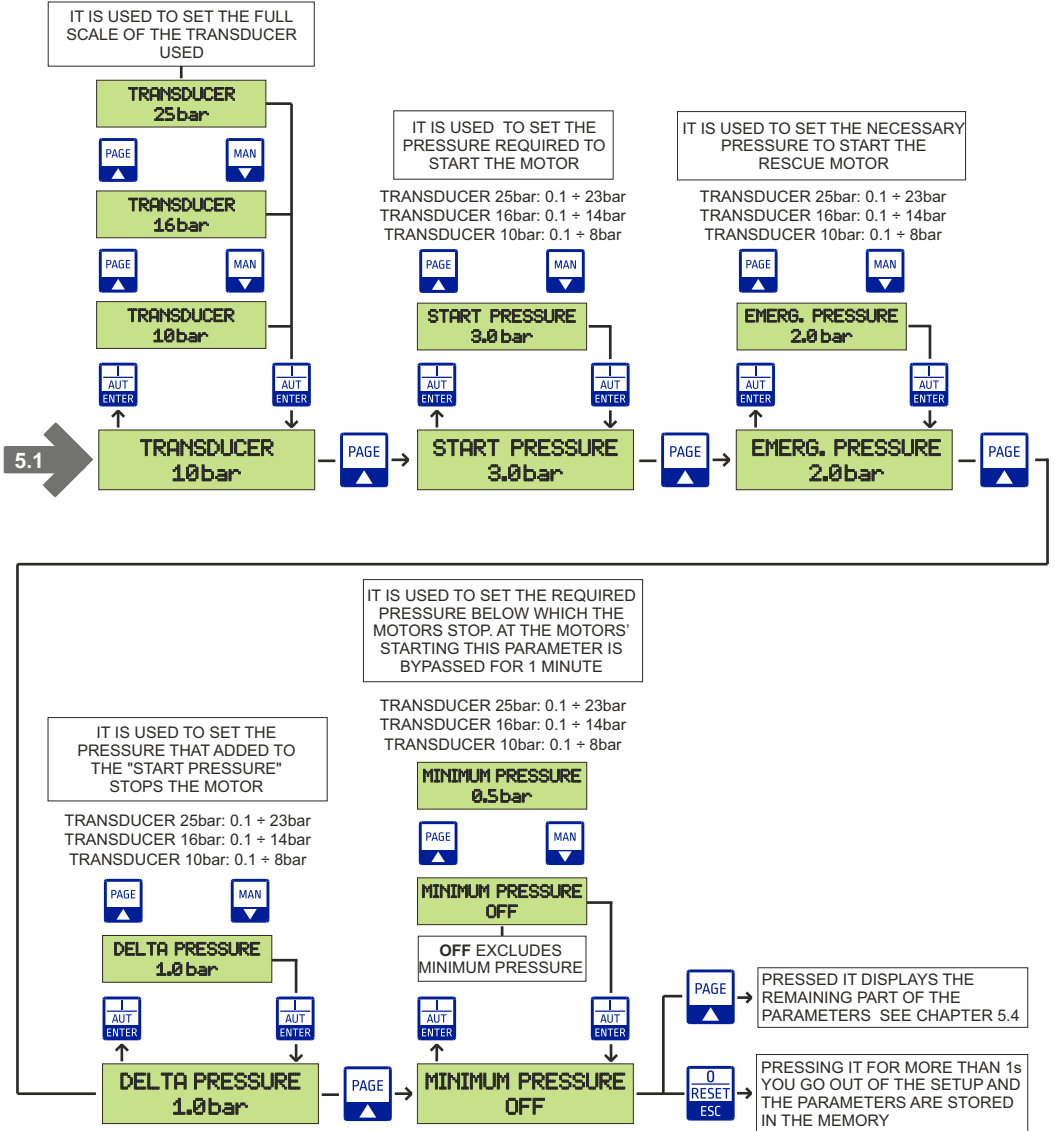 IT IS USED TO SET THE FULL
SCALE OF THE TRANSDUCER
USED
TRANSDUCER
25bar
PAGE
MAN
TRANSDUCER
16bar
PAGE
MAN
TRANSDUCER
10bar
AUT
ENTER
AUT
ENTER
5.1
TRANSDUCER
10bar
PAGE
IT IS USED TO SET THE
PRESSURE REQUIRED TO
START THE MOTOR
TRANSDUCER 25bar: 0.1 ÷ 23bar
TRANSDUCER 16bar: 0.1 ÷ 14bar
TRANSDUCER 10bar: 0.1 ÷ 8bar
PAGE
MAN
START PRESSURE
3.0 bar
AUT
ENTER
AUT
ENTER
START PRESSURE
3.0bar
PAGE
IT IS USED TO SET THE NECESSARY
PRESSURE TO START THE
RESCUE MOTOR
TRANSDUCER 25bar: 0.1 ÷ 23bar
TRANSDUCER 16bar: 0.1 ÷ 14bar
TRANSDUCER 10bar: 0.1 ÷ 8bar
PAGE
MAN
EMERG. PRESSURE
2.0 bar
AUT
ENTER
AUT
ENTER
EMERG. PRESSURE
2.0bar
PAGE
IT IS USED TO SET THE
PRESSURE THAT ADDED TO
THE "START PRESSURE"
STOPS THE MOTOR
TRANSDUCER 25bar: 0.1 ÷ 23bar
TRANSDUCER 16bar: 0.1 ÷ 14bar
TRANSDUCER 10bar: 0.1 ÷ 8bar
PAGE
MAN
DELTA PRESSURE
1.0 bar
AUT
ENTER
AUT
ENTER
DELTA PRESSURE
1.0bar
PAGE
IT IS USED TO SET THE REQUIRED
PRESSURE BELOW WHICH THE
MOTORS STOP. AT THE MOTORS'
STARTING THIS PARAMETER IS
BYPASSED FOR 1 MINUTE
TRANSDUCER 25bar: 0.1 ÷ 23bar
TRANSDUCER 16bar: 0.1 ÷ 14bar
TRANSDUCER 10bar: 0.1 ÷ 8bar
MINIMUM PRESSURE
0.5bar
PAGE
MAN
MINIMUM PRESSURE
OFF
OFF EXCLUDES
MINIMUM PRESSURE
AUT
ENTER
AUT
ENTER
MINIMUM PRESSURE
OFF
PAGE
PRESSED IT DISPLAYS THE
REMAINING PART OF THE
PARAMETERS SEE CHAPTER 5.4
0
RESET
ESC
PRESSING IT FOR MORE THAN 1s
YOU GO OUT OF THE SETUP AND
THE PARAMETERS ARE STORED
IN THE MEMORY